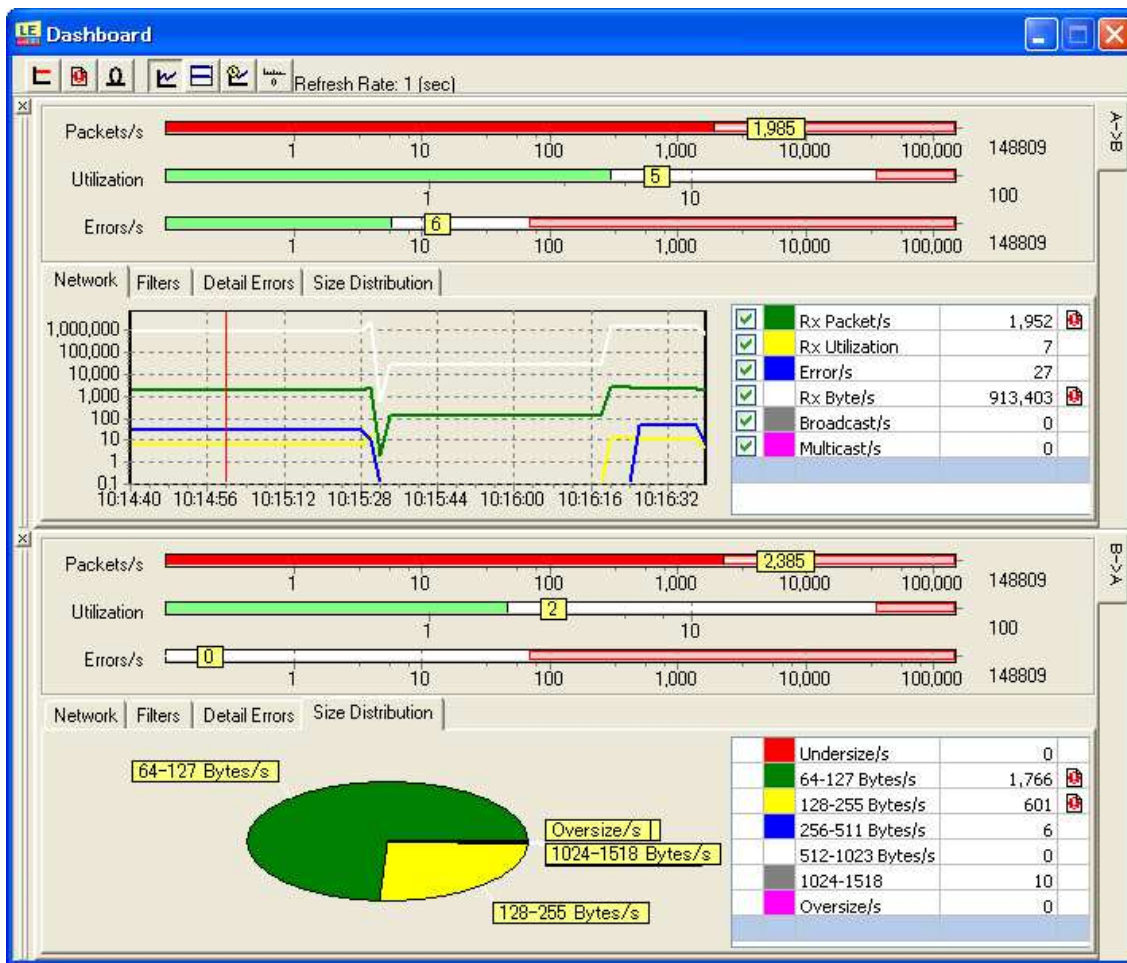 LE Dashboard
Refresh Rate: 1 (sec)
A->B
Packets/s 1,985
1 10 100 1,000 10,000 100,000 148809
Utilization 5
1 10 100
Errors/s 6
1 10 100 1,000 10,000 100,000 148809
Network Filters Detail Errors Size Distribution
1,000,000
100,000
10,000
1,000
100
10
1
0.1
10:14:40 10:14:56 10:15:12 10:15:28 10:15:44 10:16:00 10:16:16 10:16:32
Rx Packet/s 1,952
Rx Utilization 7
Error/s 27
Rx Byte/s 913,403
Broadcast/s 0
Multicast/s 0
B->A
Packets/s 2,385
1 10 100 1,000 10,000 100,000 148809
Utilization 2
1 10 100
Errors/s 0
1 10 100 1,000 10,000 100,000 148809
Network Filters Detail Errors Size Distribution
64-127 Bytes/s
Oversize/s
1024-1518 Bytes/s
128-255 Bytes/s
Undersize/s 0
64-127 Bytes/s 1,766
128-255 Bytes/s 601
256-511 Bytes/s 6
512-1023 Bytes/s 0
1024-1518 10
Oversize/s 0